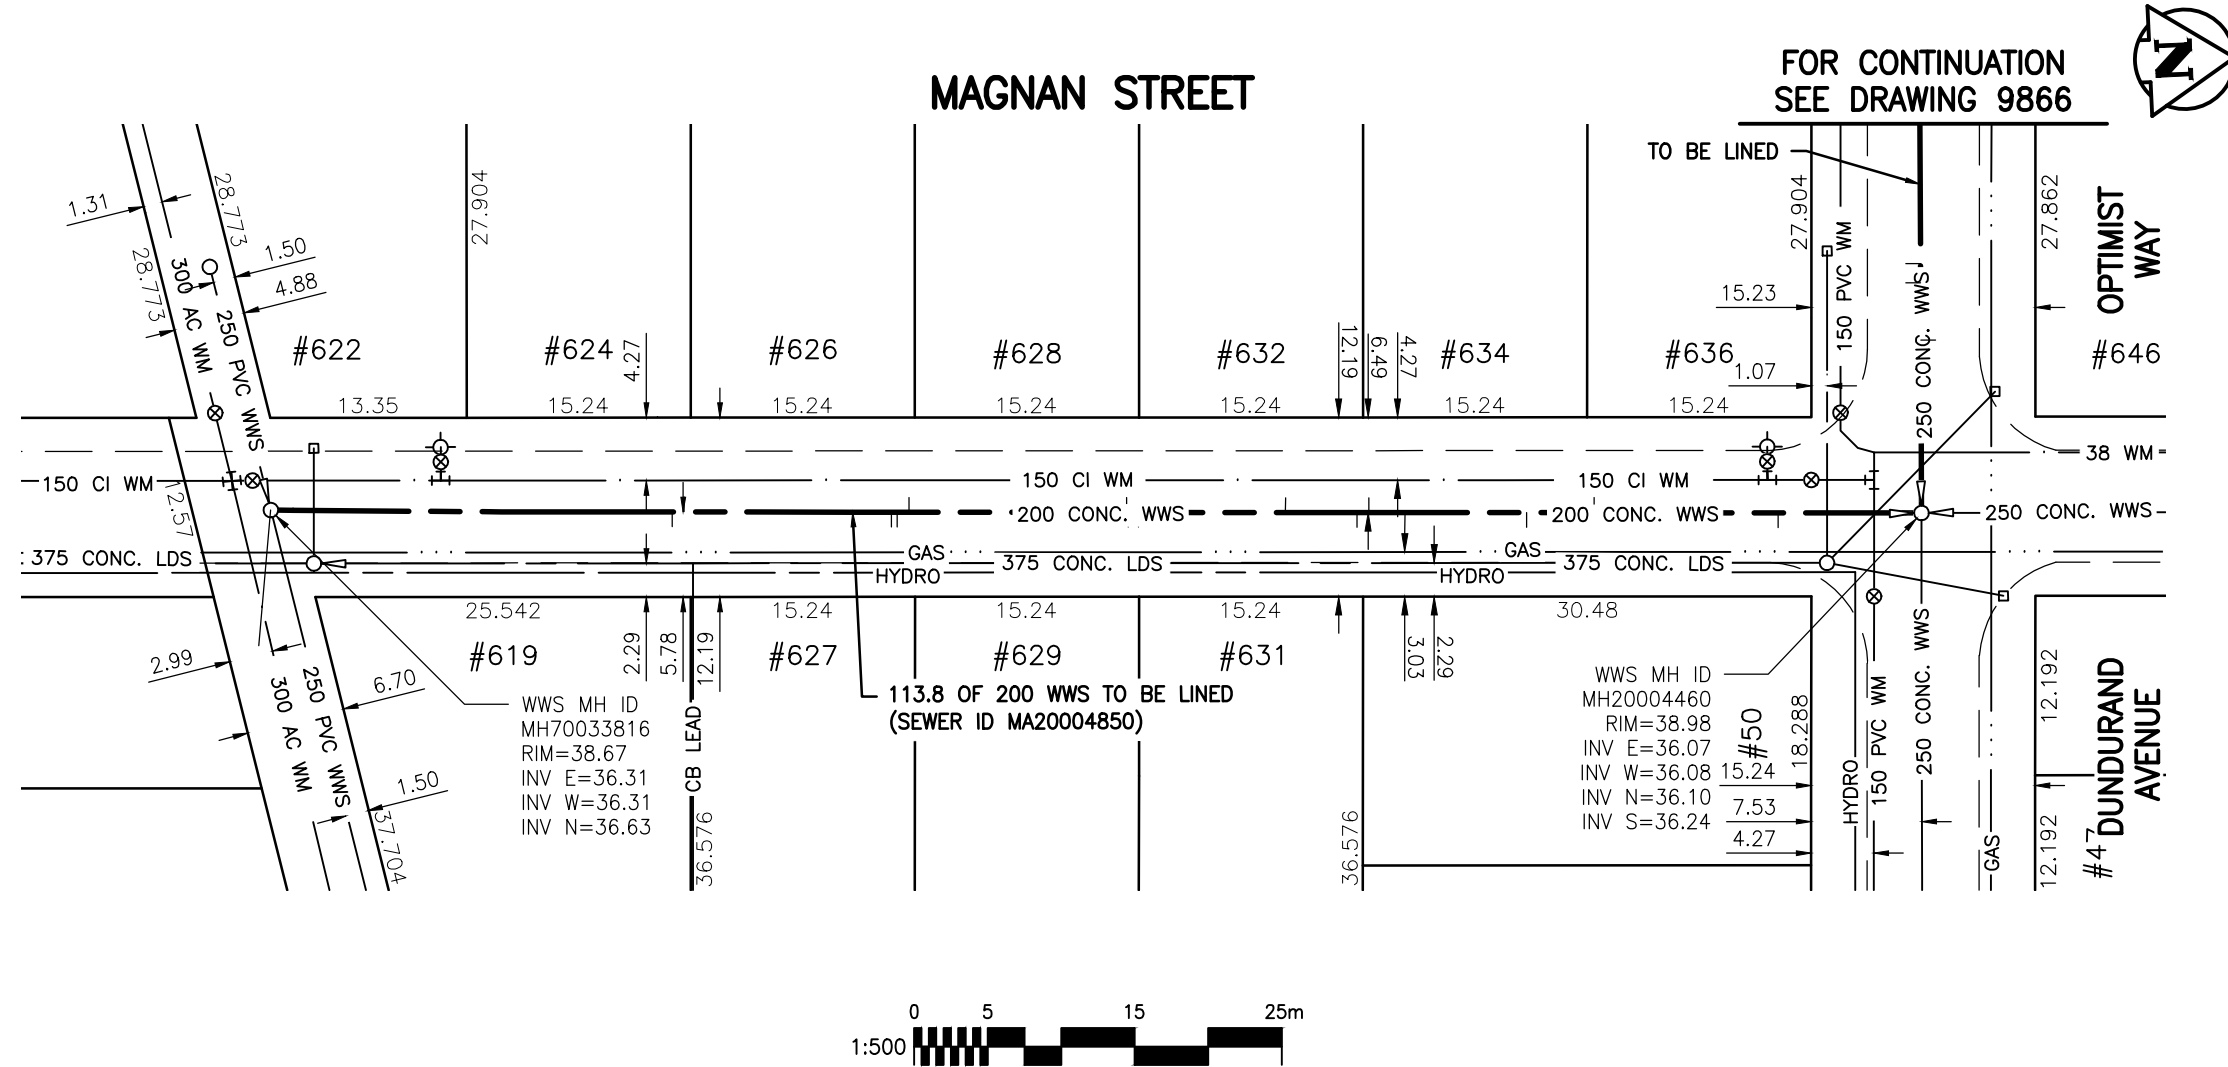 MAGNAN STREET
FOR CONTINUATION
SEE DRAWING 9866
N
TO BE LINED
1.31
28.773
28.773
1.50
4.88
300 AC WM
250 PVC WWS
27.904
27.904
27.862
150 PVC WM
250 CONC. WWS
OPTIMIST
WAY
15.23
1.07
#622
#624
#626
#628
#632
#634
#636
#646
4.27
12.19
6.49
4.27
13.35
15.24
15.24
15.24
15.24
15.24
15.24
150 CI WM
150 CI WM
150 CI WM
38 WM
12.57
200 CONC. WWS
200 CONC. WWS
250 CONC. WWS
375 CONC. LDS
GAS
375 CONC. LDS
GAS
375 CONC. LDS
HYDRO
HYDRO
25.542
15.24
15.24
15.24
30.48
#619
#627
#629
#631
2.29
5.78
12.19
3.03
2.29
2.99
6.70
1.50
300 AC WM
250 PVC WWS
37.704
WWS MH ID
MH70033816
RIM=38.67
INV E=36.31
INV W=36.31
INV N=36.63
CB LEAD
36.576
113.8 OF 200 WWS TO BE LINED
(SEWER ID MA20004850)
36.576
WWS MH ID
MH20004460
RIM=38.98
INV E=36.07
INV W=36.08
INV N=36.10
INV S=36.24
#50
18.288
15.24
7.53
4.27
HYDRO
150 PVC WM
250 CONC. WWS
GAS
12.192
12.192
#47
DUNDURAND
AVENUE
0 5 15 25m
1:500